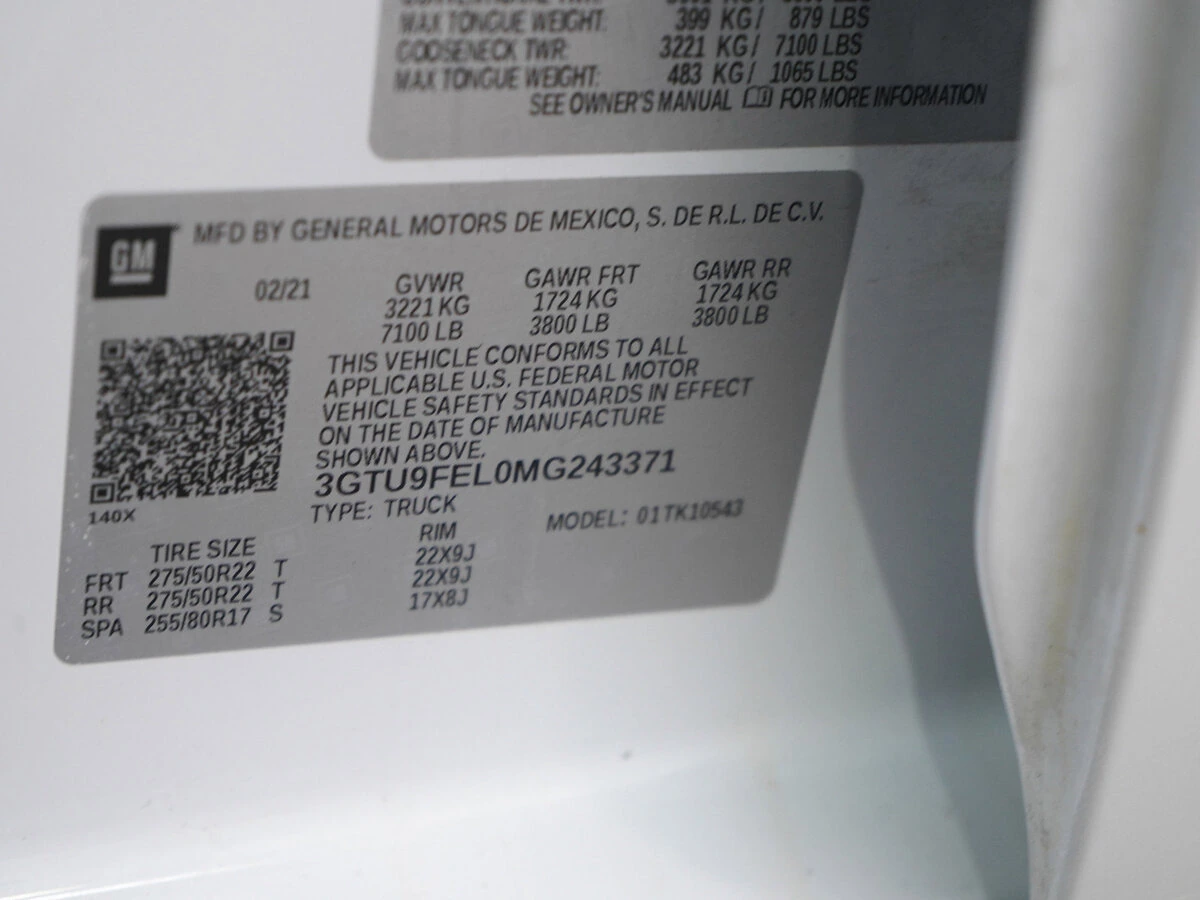 MAX TONGUE WEIGHT: 399 KG/ 879 LBS
GOOSENECK TWR: 3221 KG/ 7100 LBS
MAX TONGUE WEIGHT: 483 KG/ 1065 LBS
SEE OWNER'S MANUAL FOR MORE INFORMATION
GM MFD BY GENERAL MOTORS DE MEXICO, S. DE R.L. DE C.V.
02/21 GVWR GAWR FRT GAWR RR
3221 KG 1724 KG 1724 KG
7100 LB 3800 LB 3800 LB
THIS VEHICLE CONFORMS TO ALL
APPLICABLE U.S. FEDERAL MOTOR
VEHICLE SAFETY STANDARDS IN EFFECT
ON THE DATE OF MANUFACTURE
SHOWN ABOVE.
3GTU9FEL0MG243371
140X TYPE: TRUCK MODEL: 01TK10543
TIRE SIZE RIM
FRT 275/50R22 T 22X9J
RR 275/50R22 T 22X9J
SPA 255/80R17 S 17X8J